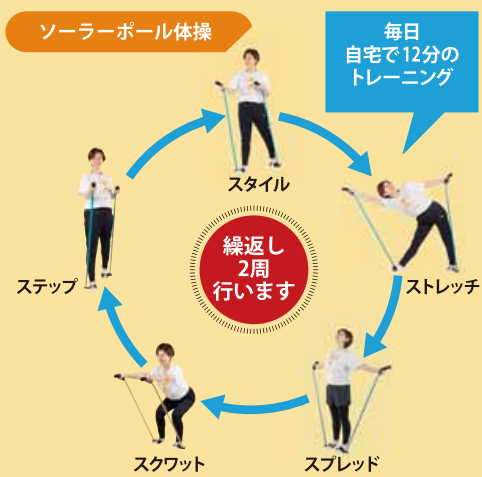 ソーラーポール体操
毎日
自宅で12分の
トレーニング
スタイル
ストレッチ
スプレッド
スクワット
ステップ
繰返し
2周
行います